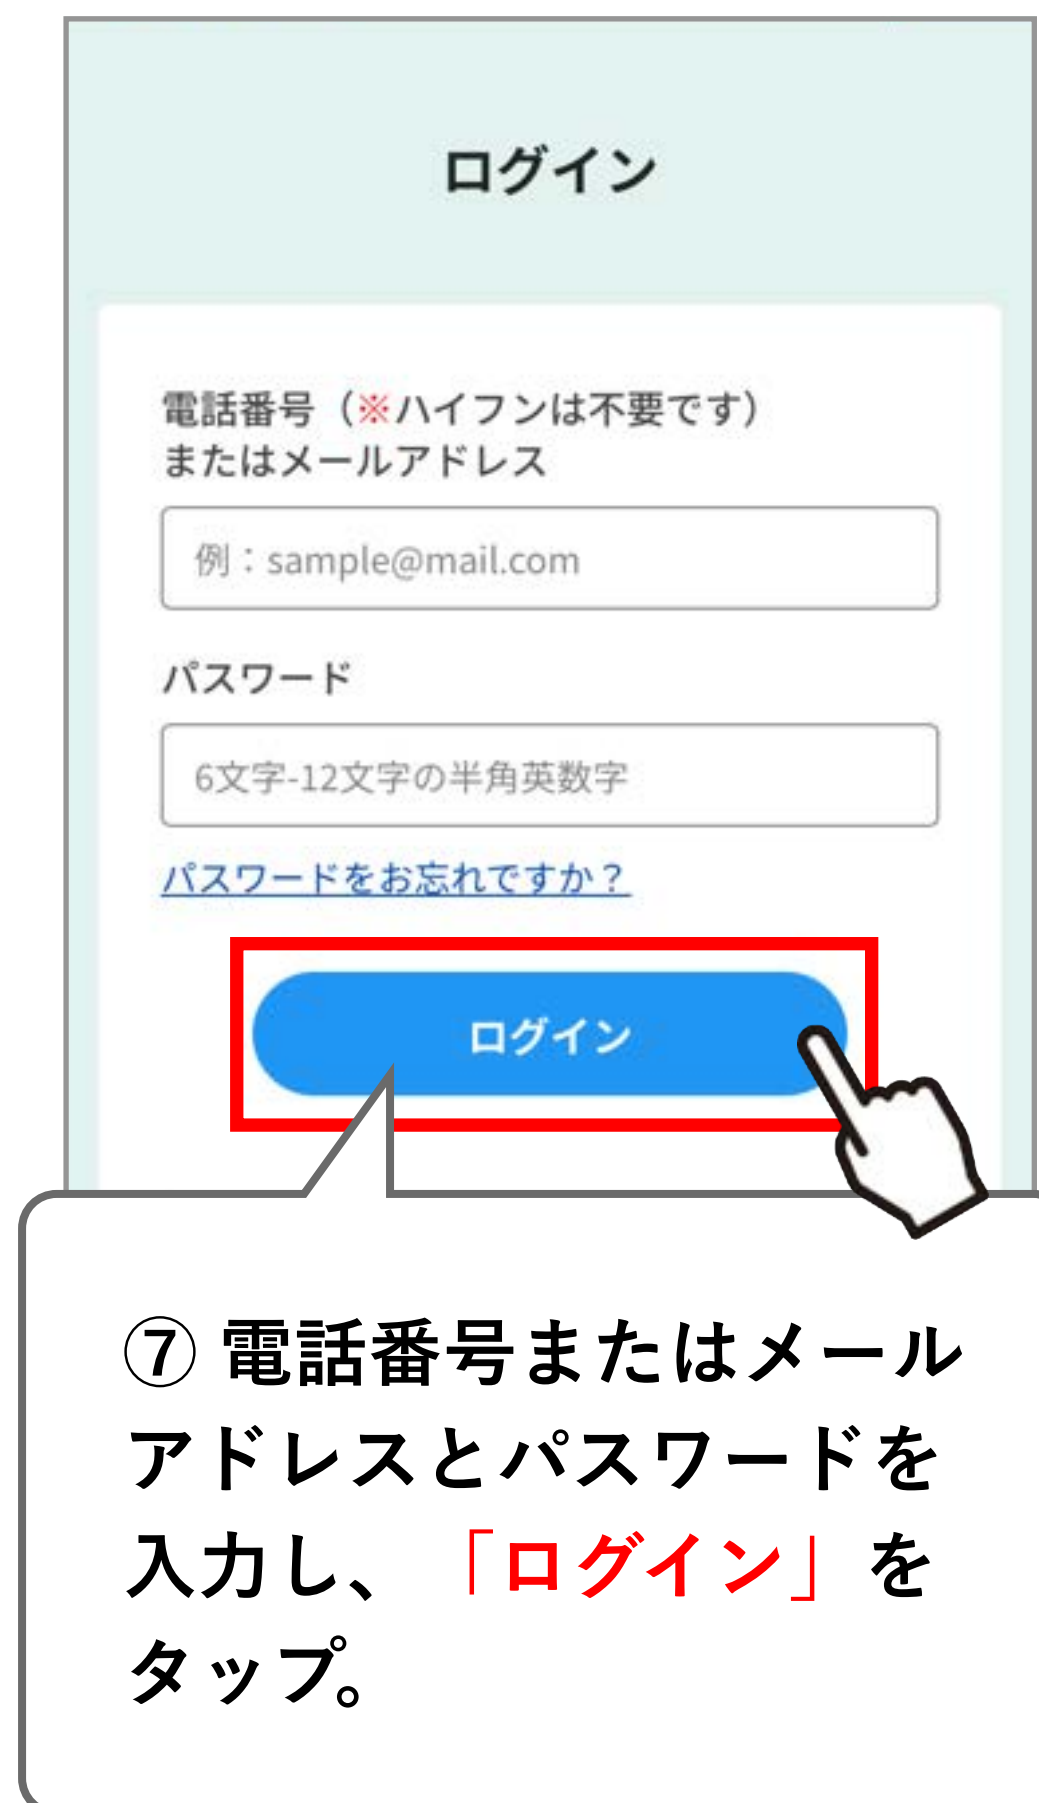 ログイン
電話番号（※ハイフンは不要です）
またはメールアドレス
例：sample@mail.com
パスワード
6文字-12文字の半角英数字
パスワードをお忘れですか？
ログイン
⑦ 電話番号またはメール
アドレスとパスワードを
入力し、「ログイン」を
タップ。